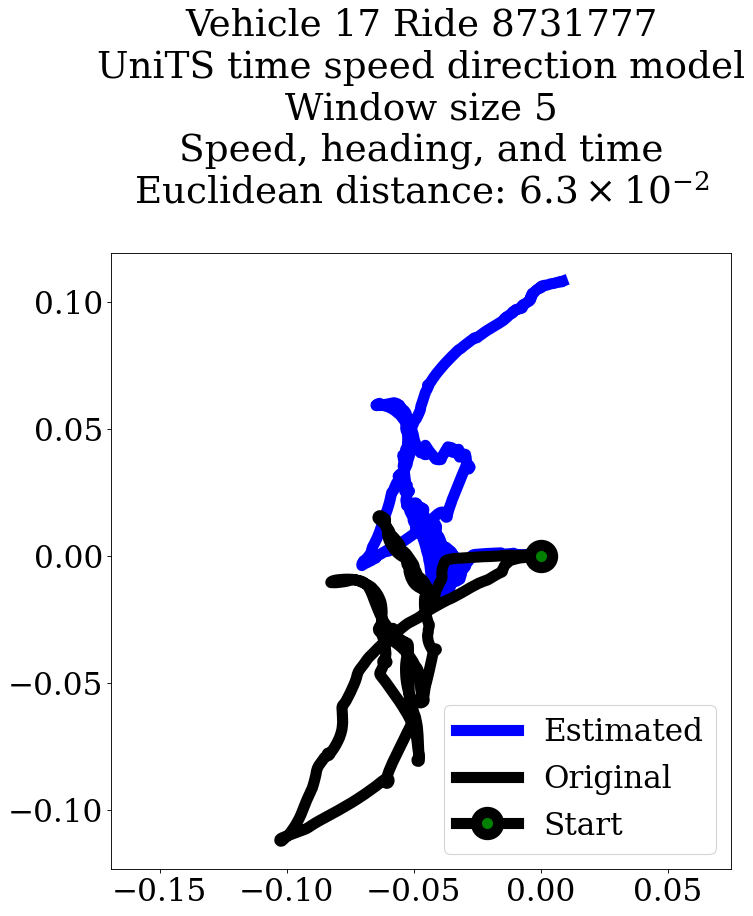 Vehicle 17 Ride 8731777
UniTS time speed direction model
Window size 5
Speed, heading, and time
Euclidean distance: 6.3 × 10⁻²
0.10
0.05
0.00
−0.05
−0.10
Estimated
Original
Start
−0.15 −0.10 −0.05 0.00 0.05